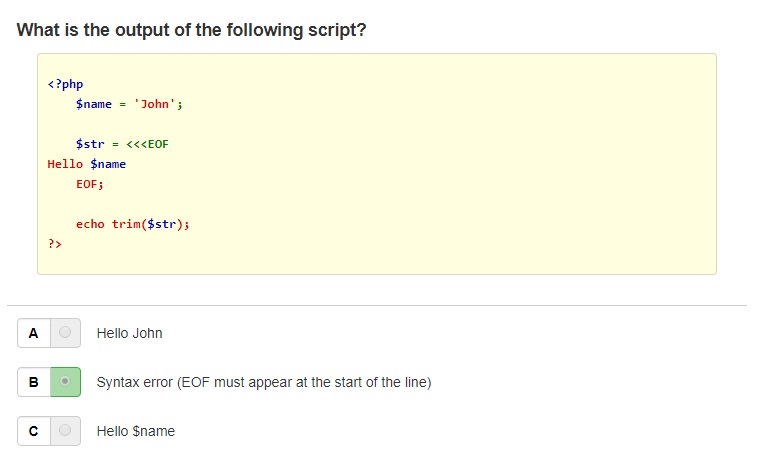 What is the output of the following script?
<?php
$name = 'John';
$str = <<<EOF
Hello $name
EOF;
echo trim($str);
?>
A Hello John
B Syntax error (EOF must appear at the start of the line)
C Hello $name